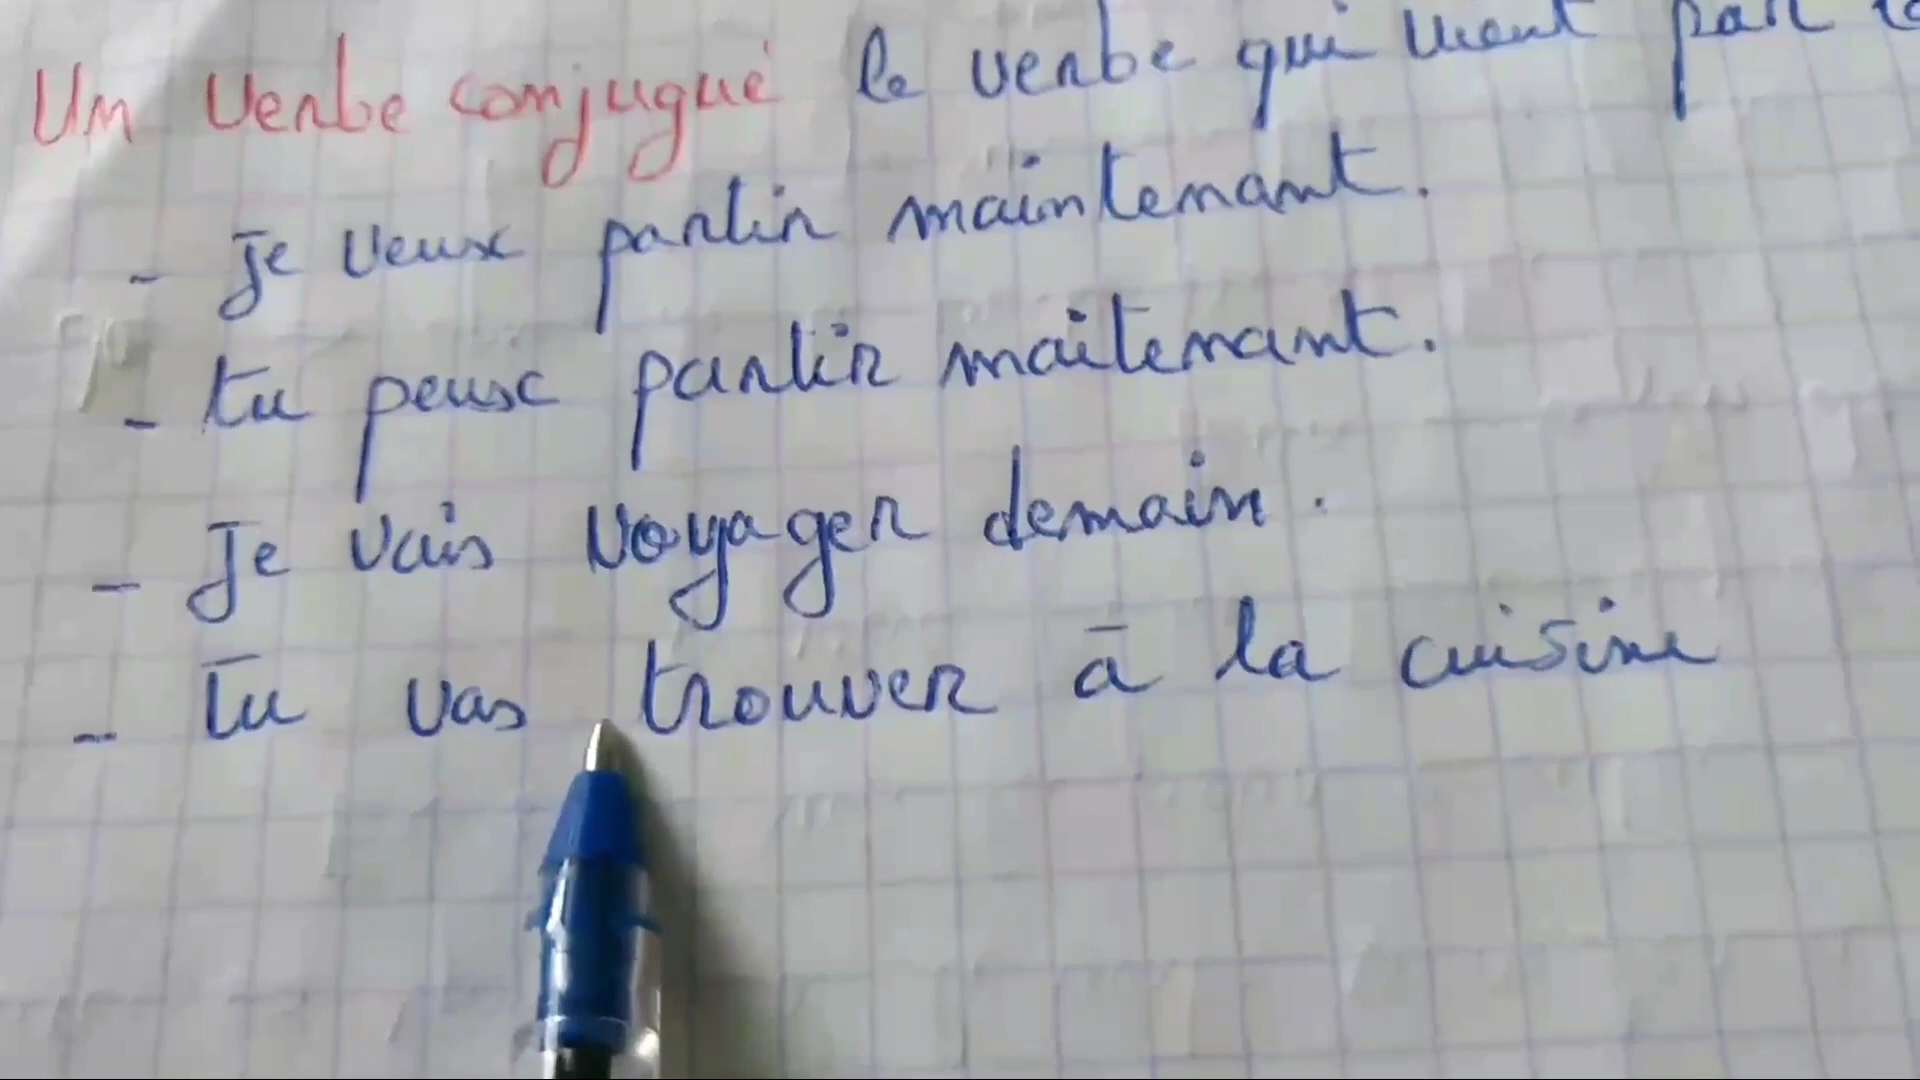 Un verbe conjugué le verbe qui vient par
- Je veux partir maintenant.
- tu peux partir maitenant.
- Je vais voyager demain.
- Tu vas trouver à la cuisine